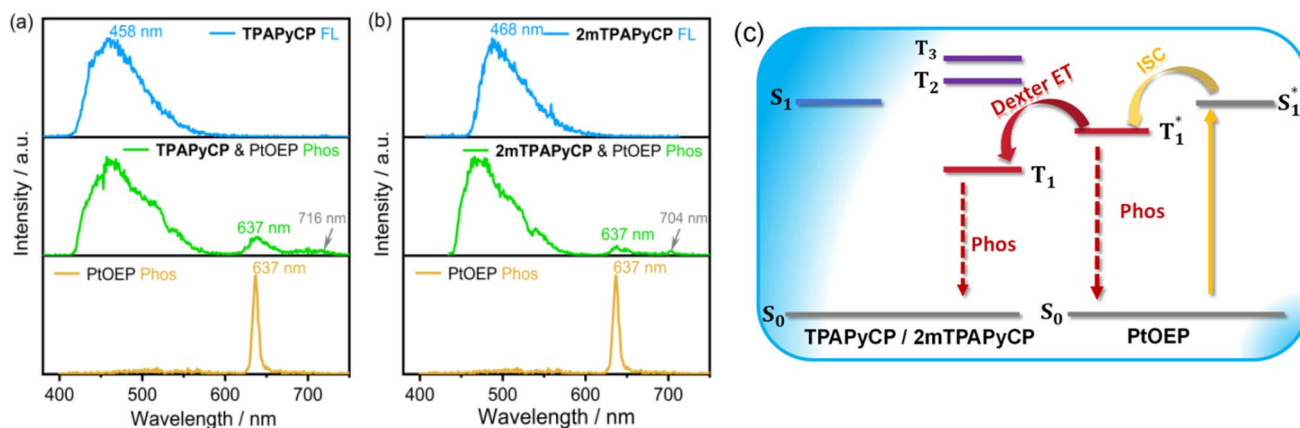 (a)
458 nm
TPAPyCP FL
TPAPyCP & PtOEP Phos
637 nm
716 nm
637 nm
PtOEP Phos
400 500 600 700
Wavelength / nm
Intensity / a.u.
(b)
468 nm
2mTPAPyCP FL
2mTPAPyCP & PtOEP Phos
637 nm
704 nm
637 nm
PtOEP Phos
400 500 600 700
Wavelength / nm
Intensity / a.u.
(c)
T3
T2
S1
Dexter ET
ISC
S1*
T1*
T1
Phos
Phos
S0
S0
TPAPyCP / 2mTPAPyCP
PtOEP